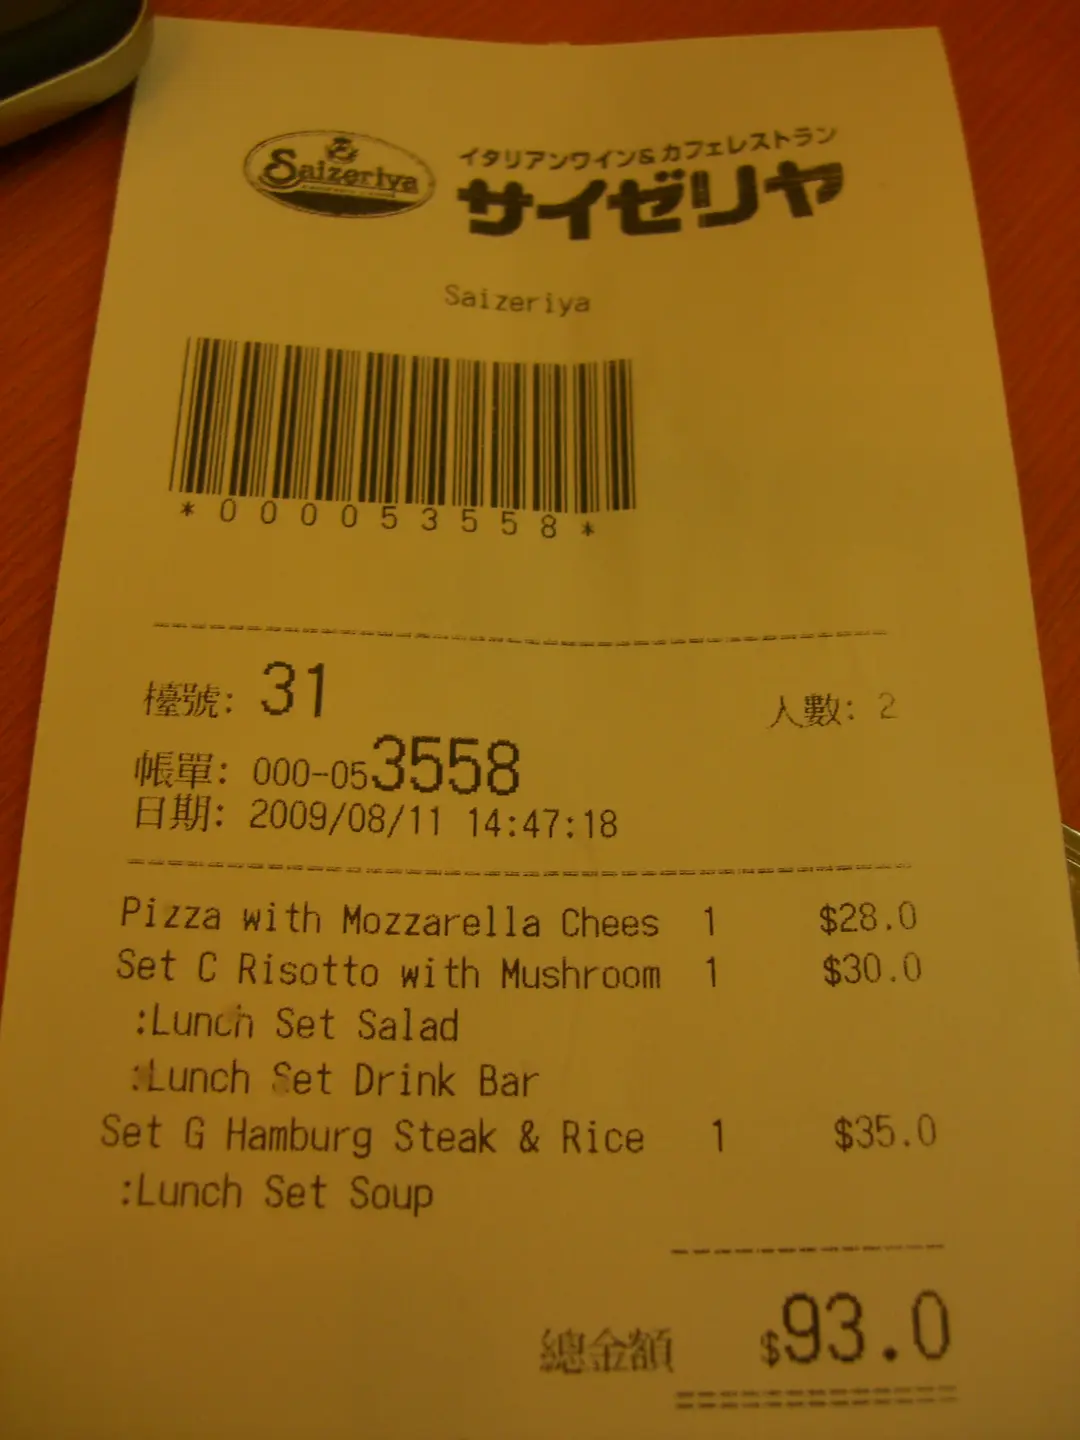 Saizeriya
イタリアンワイン&カフェレストラン
サイゼリヤ
Saizeriya
*000053558*
檯號: 31 人數: 2
帳單: 000-053558
日期: 2009/08/11 14:47:18
Pizza with Mozzarella Chees 1 $28.0
Set C Risotto with Mushroom 1 $30.0
:Lunch Set Salad
:Lunch Set Drink Bar
Set G Hamburg Steak & Rice 1 $35.0
:Lunch Set Soup
總金額 $93.0